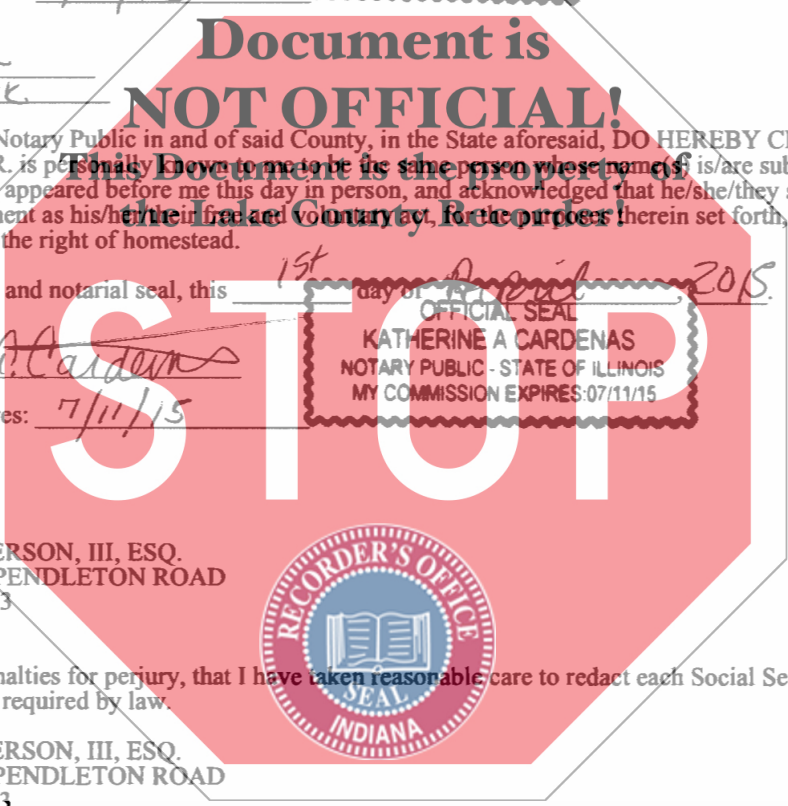 Document is
K.
NOT OFFICIAL!
Notary Public in and of said County, in the State aforesaid, DO HEREBY CE
R. is personally known to me to be the same person whose name(s) is/are sub
This Document is the property of
appeared before me this day in person, and acknowledged that he/she/they s
ment as his/her/their free and voluntary act, for the purposes therein set forth,
the Lake County Recorder!
the right of homestead.
and notarial seal, this 1st day of April, 2015.
OFFICIAL SEAL
KATHERINE A CARDENAS
NOTARY PUBLIC - STATE OF ILLINOIS
MY COMMISSION EXPIRES:07/11/15
Cardenas
res: 7/11/15
STOP
ERSON, III, ESQ.
PENDLETON ROAD
3
RECORDER'S OFFICE
SEAL
INDIANA
nalties for perjury, that I have taken reasonable care to redact each Social Se
required by law.
ERSON, III, ESQ.
PENDLETON ROAD
3